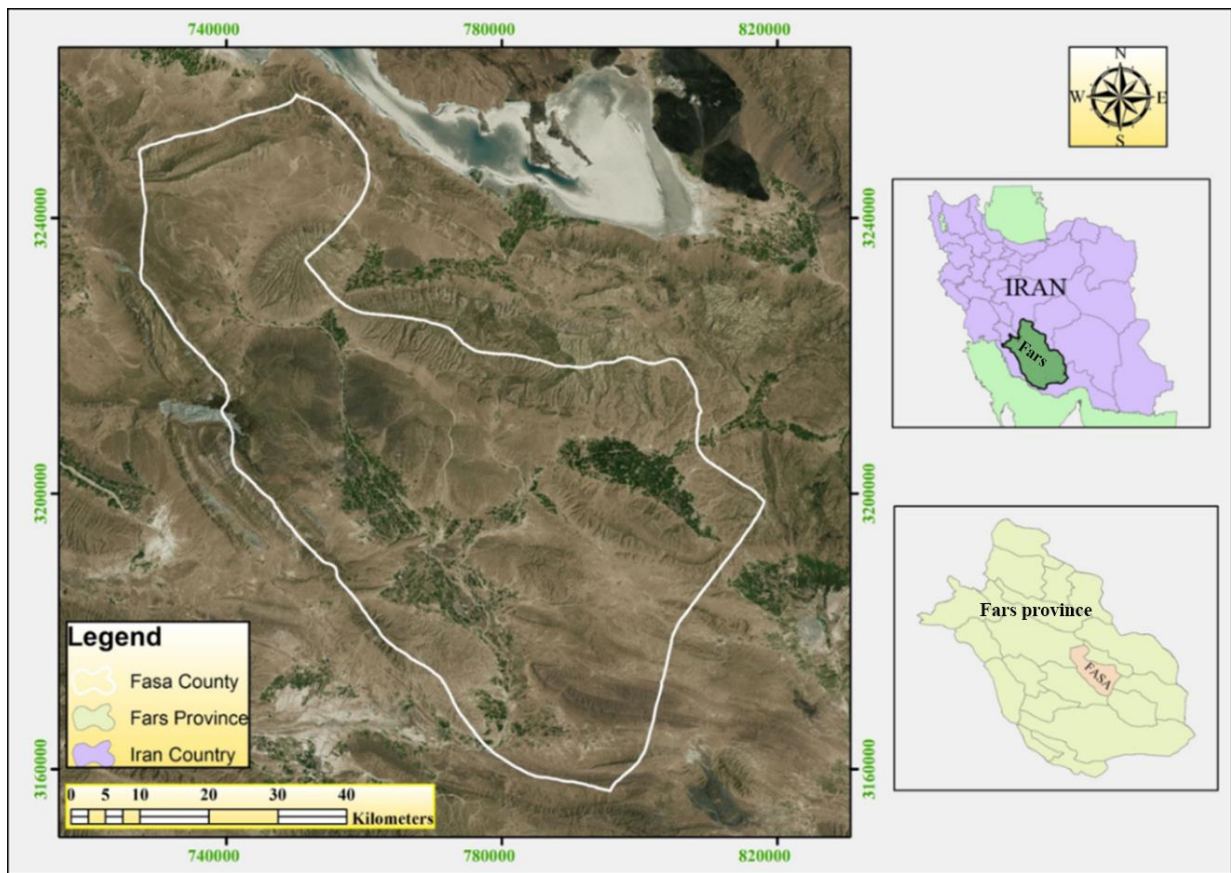 740000 780000 820000
N
W E
S
3240000 3240000
IRAN
Fars
3200000 3200000
Fars province
FASA
Legend
Fasa County
Fars Province
Iran Country
3160000 3160000
0 5 10 20 30 40
Kilometers
740000 780000 820000